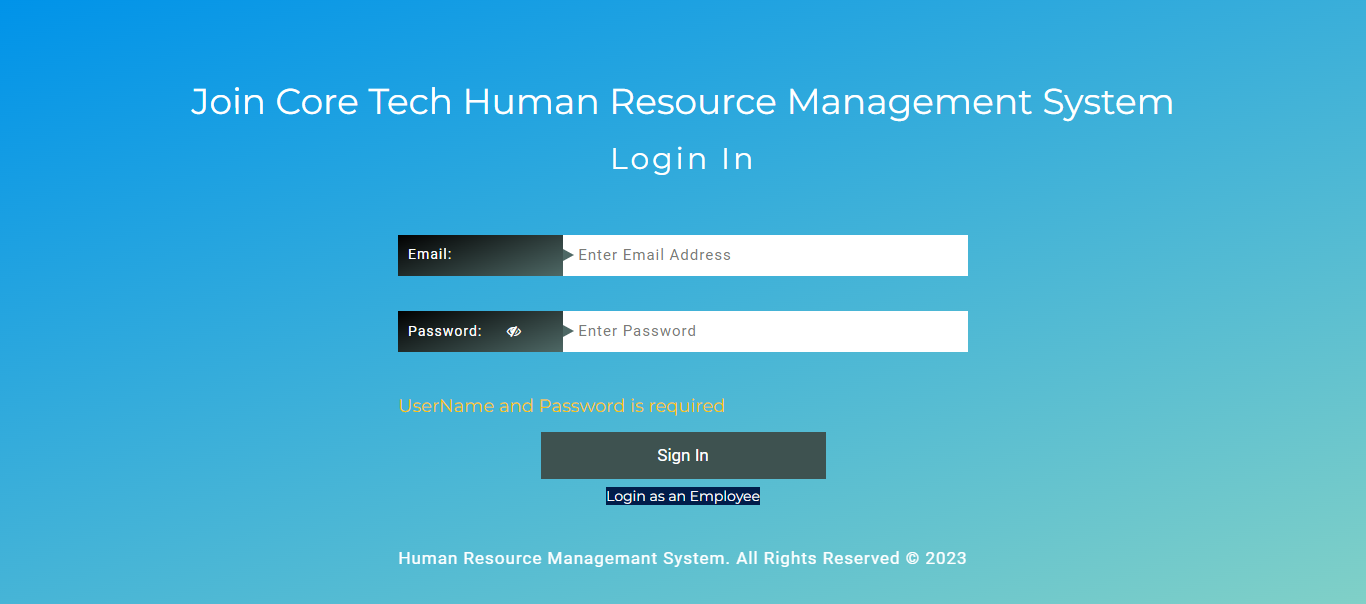 Join Core Tech Human Resource Management System
Login In
Email:
Enter Email Address
Password:
Enter Password
UserName and Password is required
Sign In
Login as an Employee
Human Resource Managemant System. All Rights Reserved © 2023